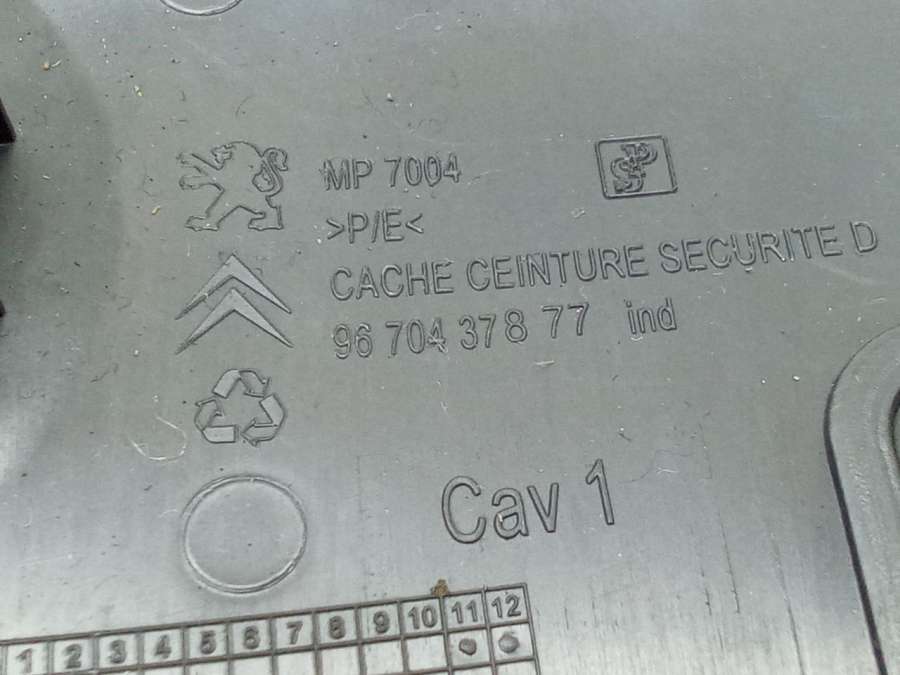 MP 7004
>P/E<
CACHE CEINTURE SECURITE D
96 704 378 77 ind
Cav 1
1 2 3 4 5 6 7 8 9 10 11 12